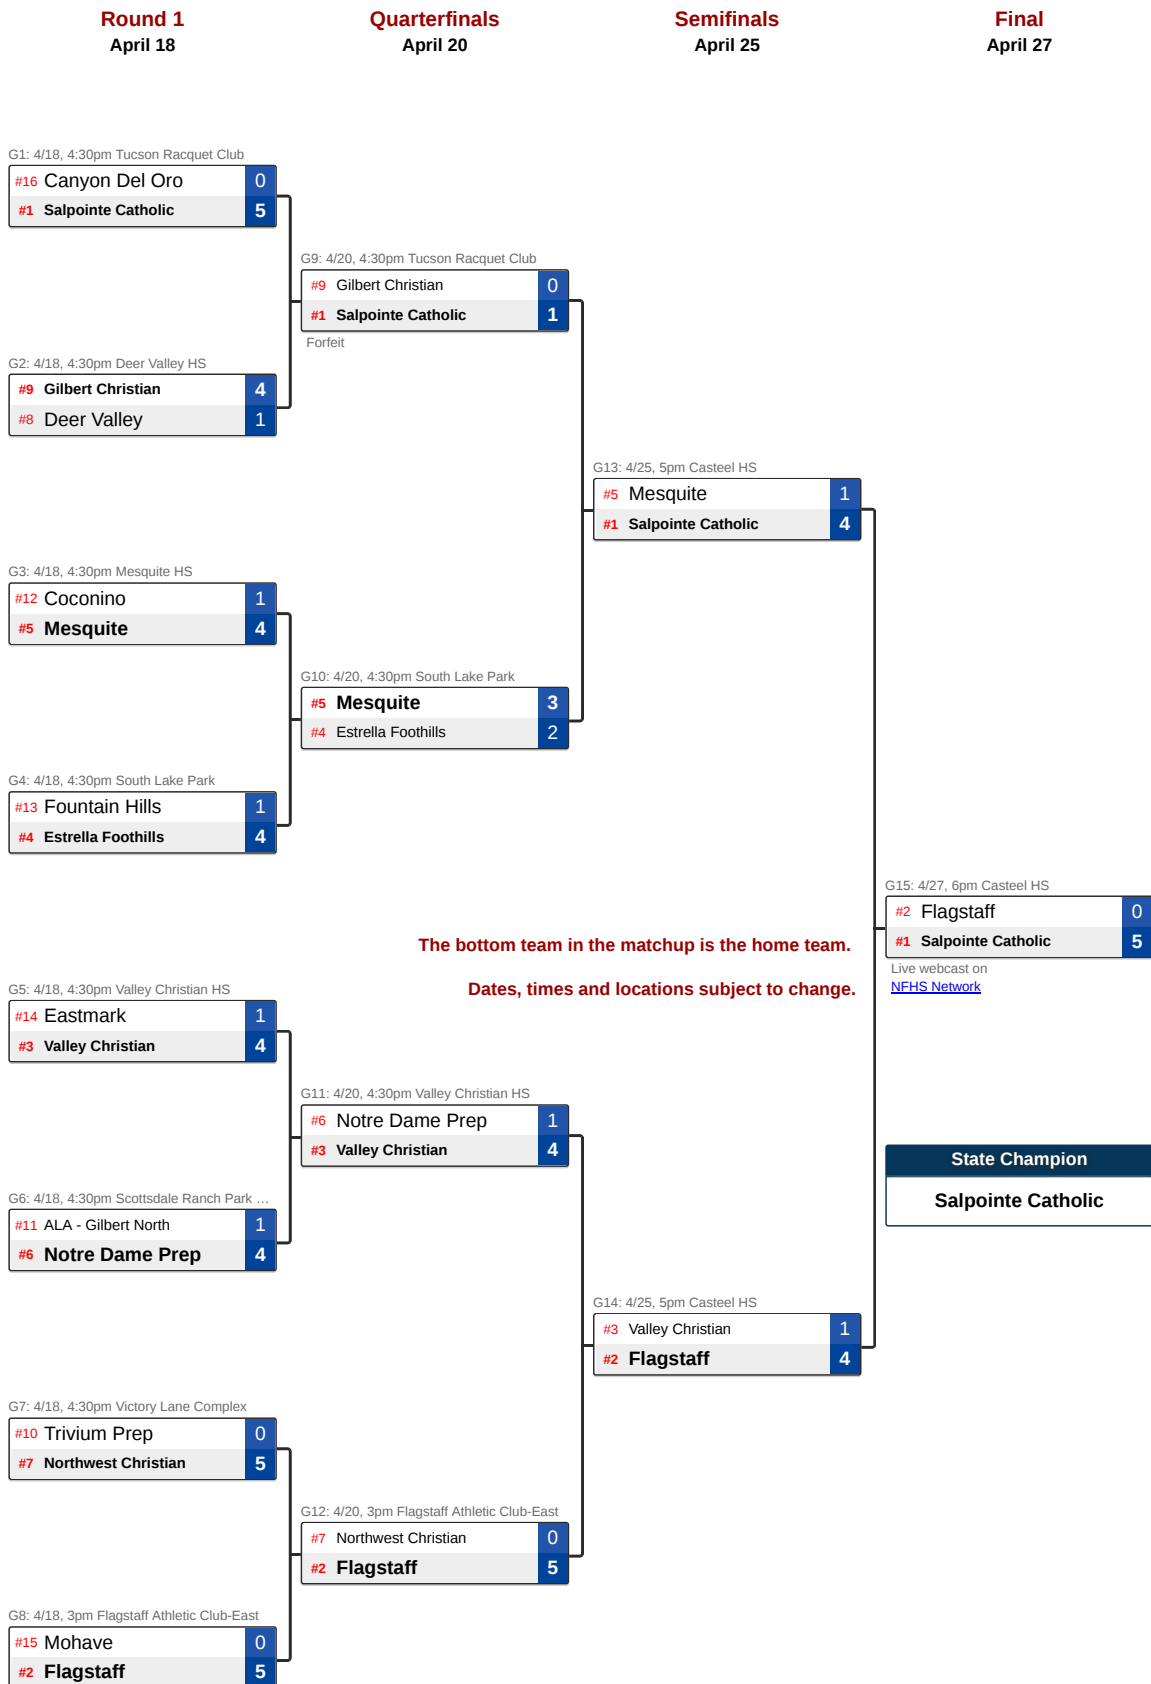 Round 1
April 18
Quarterfinals
April 20
Semifinals
April 25
Final
April 27
G1: 4/18, 4:30pm Tucson Racquet Club
#16 Canyon Del Oro 0
#1 Salpointe Catholic 5
G2: 4/18, 4:30pm Deer Valley HS
#9 Gilbert Christian 4
#8 Deer Valley 1
G3: 4/18, 4:30pm Mesquite HS
#12 Coconino 1
#5 Mesquite 4
G4: 4/18, 4:30pm South Lake Park
#13 Fountain Hills 1
#4 Estrella Foothills 4
G5: 4/18, 4:30pm Valley Christian HS
#14 Eastmark 1
#3 Valley Christian 4
G6: 4/18, 4:30pm Scottsdale Ranch Park ...
#11 ALA - Gilbert North 1
#6 Notre Dame Prep 4
G7: 4/18, 4:30pm Victory Lane Complex
#10 Trivium Prep 0
#7 Northwest Christian 5
G8: 4/18, 3pm Flagstaff Athletic Club-East
#15 Mohave 0
#2 Flagstaff 5
G9: 4/20, 4:30pm Tucson Racquet Club
#9 Gilbert Christian 0
#1 Salpointe Catholic 1
Forfeit
G10: 4/20, 4:30pm South Lake Park
#5 Mesquite 3
#4 Estrella Foothills 2
G11: 4/20, 4:30pm Valley Christian HS
#6 Notre Dame Prep 1
#3 Valley Christian 4
G12: 4/20, 3pm Flagstaff Athletic Club-East
#7 Northwest Christian 0
#2 Flagstaff 5
G13: 4/25, 5pm Casteel HS
#5 Mesquite 1
#1 Salpointe Catholic 4
The bottom team in the matchup is the home team.
Dates, times and locations subject to change.
G14: 4/25, 5pm Casteel HS
#3 Valley Christian 1
#2 Flagstaff 4
G15: 4/27, 6pm Casteel HS
#2 Flagstaff 0
#1 Salpointe Catholic 5
Live webcast on
NFHS Network
State Champion
Salpointe Catholic